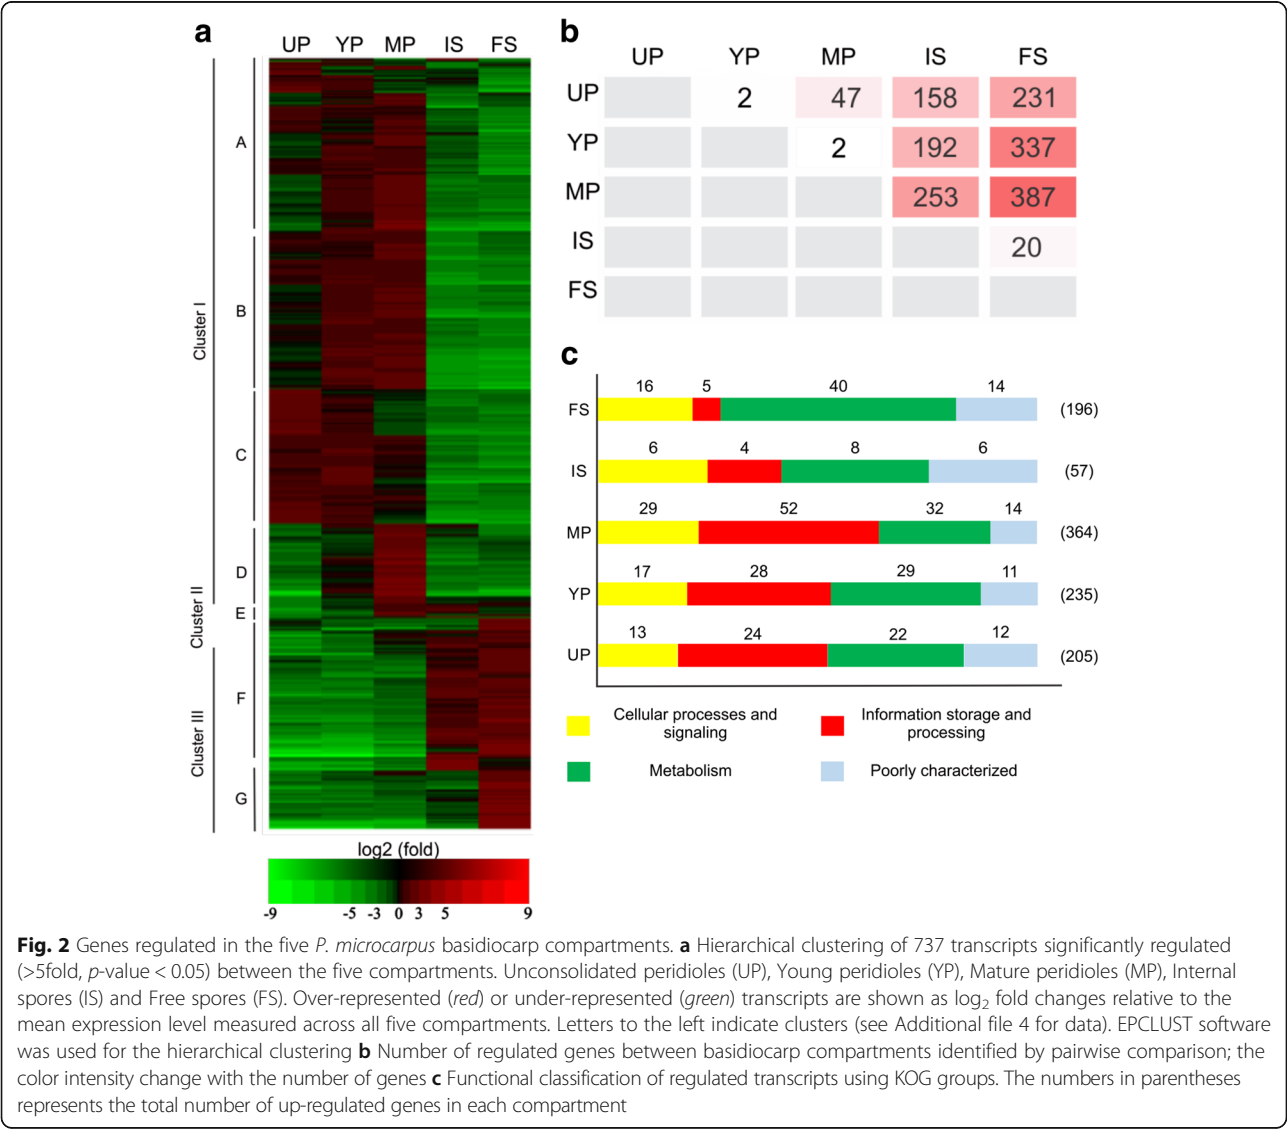 a
UP YP MP IS FS
Cluster I
Cluster II
Cluster III
A
B
C
D
E
F
G
log2 (fold)
-9 -5 -3 0 3 5 9
b
UP YP MP IS FS
UP 2 47 158 231
YP 2 192 337
MP 253 387
IS 20
FS
c
16 5 40 14
FS (196)
6 4 8 6
IS (57)
29 52 32 14
MP (364)
17 28 29 11
YP (235)
13 24 22 12
UP (205)
Cellular processes and
signaling
Information storage and
processing
Metabolism
Poorly characterized
Fig. 2 Genes regulated in the five P. microcarpus basidiocarp compartments. a Hierarchical clustering of 737 transcripts significantly regulated
(>5fold, p-value < 0.05) between the five compartments. Unconsolidated peridioles (UP), Young peridioles (YP), Mature peridioles (MP), Internal
spores (IS) and Free spores (FS). Over-represented (red) or under-represented (green) transcripts are shown as log2 fold changes relative to the
mean expression level measured across all five compartments. Letters to the left indicate clusters (see Additional file 4 for data). EPCLUST software
was used for the hierarchical clustering b Number of regulated genes between basidiocarp compartments identified by pairwise comparison; the
color intensity change with the number of genes c Functional classification of regulated transcripts using KOG groups. The numbers in parentheses
represents the total number of up-regulated genes in each compartment